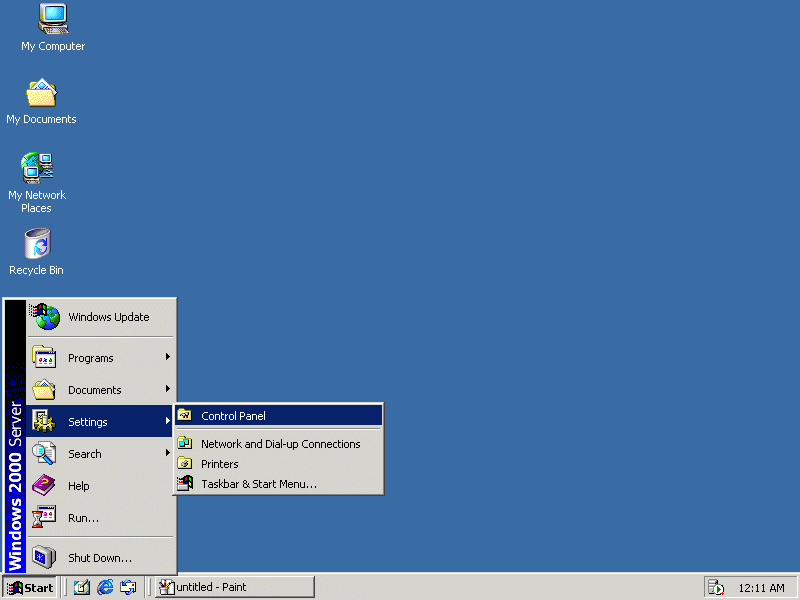 My Computer
My Documents
My Network
Places
Recycle Bin
Windows 2000 Server
Windows Update
Programs
Documents
Settings
Search
Help
Run...
Shut Down...
Control Panel
Network and Dial-up Connections
Printers
Taskbar & Start Menu...
Start
untitled - Paint
12:11 AM